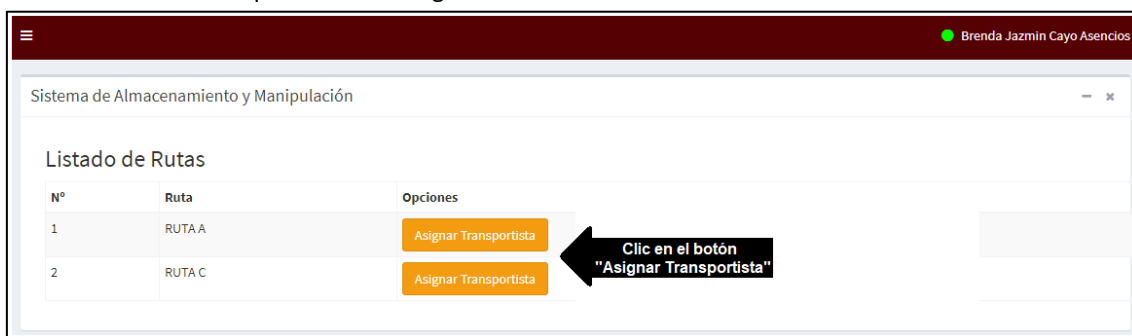 Brenda Jazmin Cayo Asencios
Sistema de Almacenamiento y Manipulación
Listado de Rutas
Nº Ruta Opciones
1 RUTA A Asignar Transportista
Clic en el botón
"Asignar Transportista"
2 RUTA C Asignar Transportista